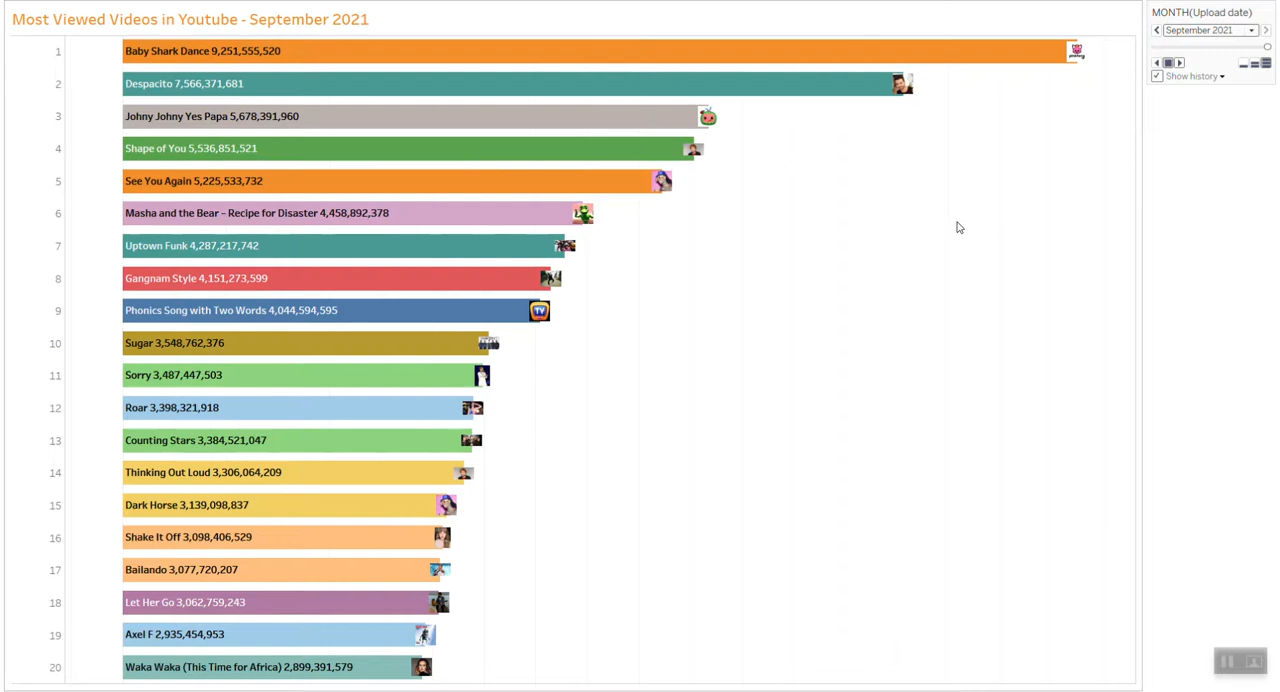 Most Viewed Videos in Youtube - September 2021
MONTH(Upload date)
September 2021
Show history
1 Baby Shark Dance 9,251,555,520
2 Despacito 7,566,371,681
3 Johny Johny Yes Papa 5,678,391,960
4 Shape of You 5,536,851,521
5 See You Again 5,225,533,732
6 Masha and the Bear – Recipe for Disaster 4,458,892,378
7 Uptown Funk 4,287,217,742
8 Gangnam Style 4,151,273,599
9 Phonics Song with Two Words 4,044,594,595
TV
10 Sugar 3,548,762,376
11 Sorry 3,487,447,503
12 Roar 3,398,321,918
13 Counting Stars 3,384,521,047
14 Thinking Out Loud 3,306,064,209
15 Dark Horse 3,139,098,837
16 Shake It Off 3,098,406,529
17 Bailando 3,077,720,207
18 Let Her Go 3,062,759,243
19 Axel F 2,935,454,953
20 Waka Waka (This Time for Africa) 2,899,391,579